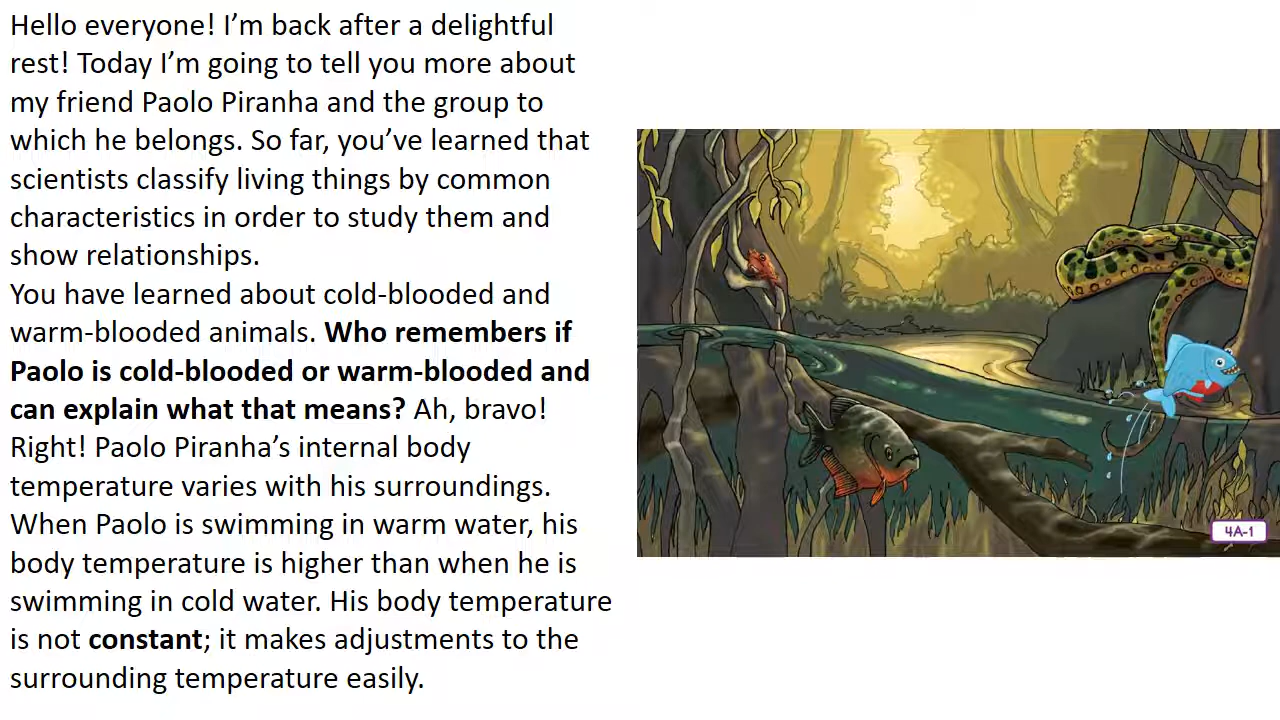 Hello everyone! I’m back after a delightful
rest! Today I’m going to tell you more about
my friend Paolo Piranha and the group to
which he belongs. So far, you’ve learned that
scientists classify living things by common
characteristics in order to study them and
show relationships.
You have learned about cold-blooded and
warm-blooded animals. Who remembers if
Paolo is cold-blooded or warm-blooded and
can explain what that means? Ah, bravo!
Right! Paolo Piranha’s internal body
temperature varies with his surroundings.
When Paolo is swimming in warm water, his
body temperature is higher than when he is
swimming in cold water. His body temperature
is not constant; it makes adjustments to the
surrounding temperature easily.
4A-1